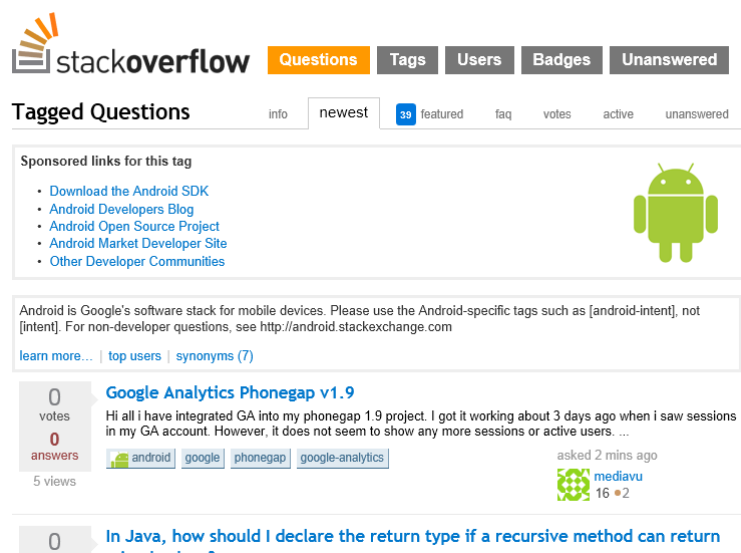 stackoverflow
Questions Tags Users Badges Unanswered
Tagged Questions info newest 39 featured faq votes active unanswered
Sponsored links for this tag
• Download the Android SDK
• Android Developers Blog
• Android Open Source Project
• Android Market Developer Site
• Other Developer Communities
Android is Google's software stack for mobile devices. Please use the Android-specific tags such as [android-intent], not
[intent]. For non-developer questions, see http://android.stackexchange.com
learn more... | top users | synonyms (7)
0
votes
0
answers
5 views
Google Analytics Phonegap v1.9
Hi all i have integrated GA into my phonegap 1.9 project. I got it working about 3 days ago when i saw sessions
in my GA account. However, it does not seem to show any more sessions or active users. ...
android google phonegap google-analytics
asked 2 mins ago
mediavu
16 ●2
0
In Java, how should I declare the return type if a recursive method can return